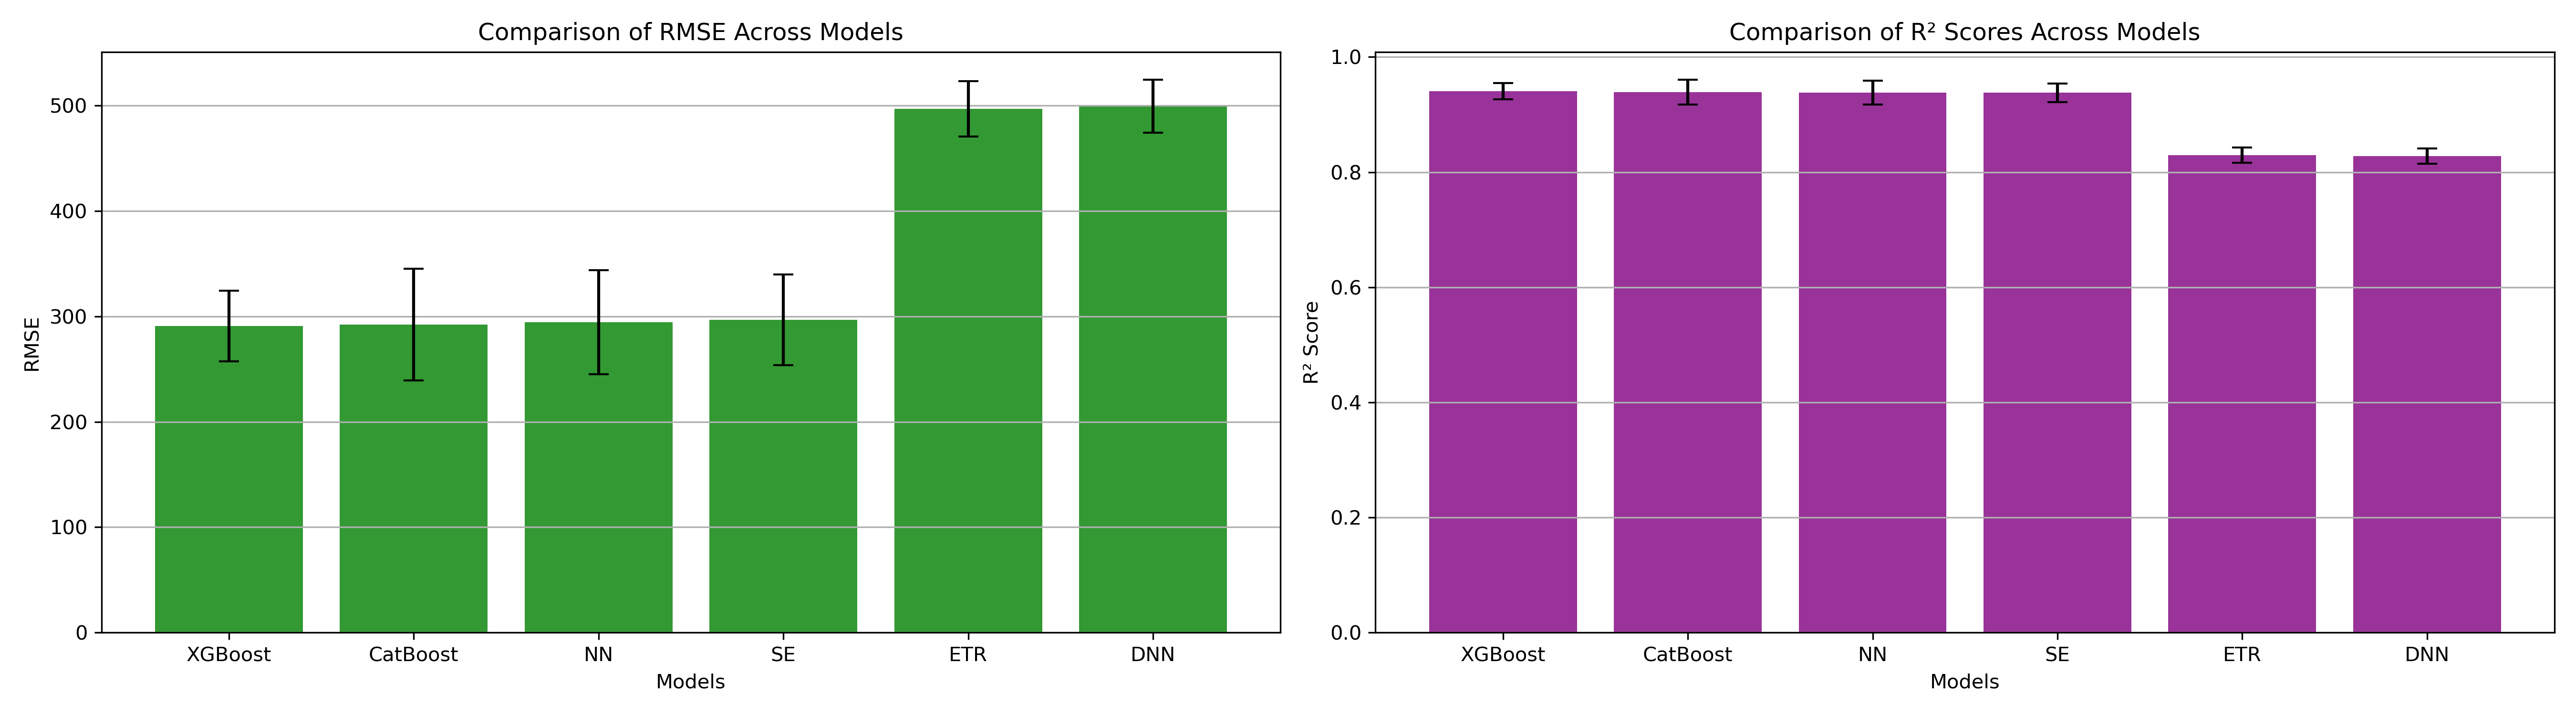 Comparison of RMSE Across Models
RMSE
500
400
300
200
100
0
XGBoost CatBoost NN SE ETR DNN
Models
Comparison of R² Scores Across Models
R² Score
1.0
0.8
0.6
0.4
0.2
0.0
XGBoost CatBoost NN SE ETR DNN
Models